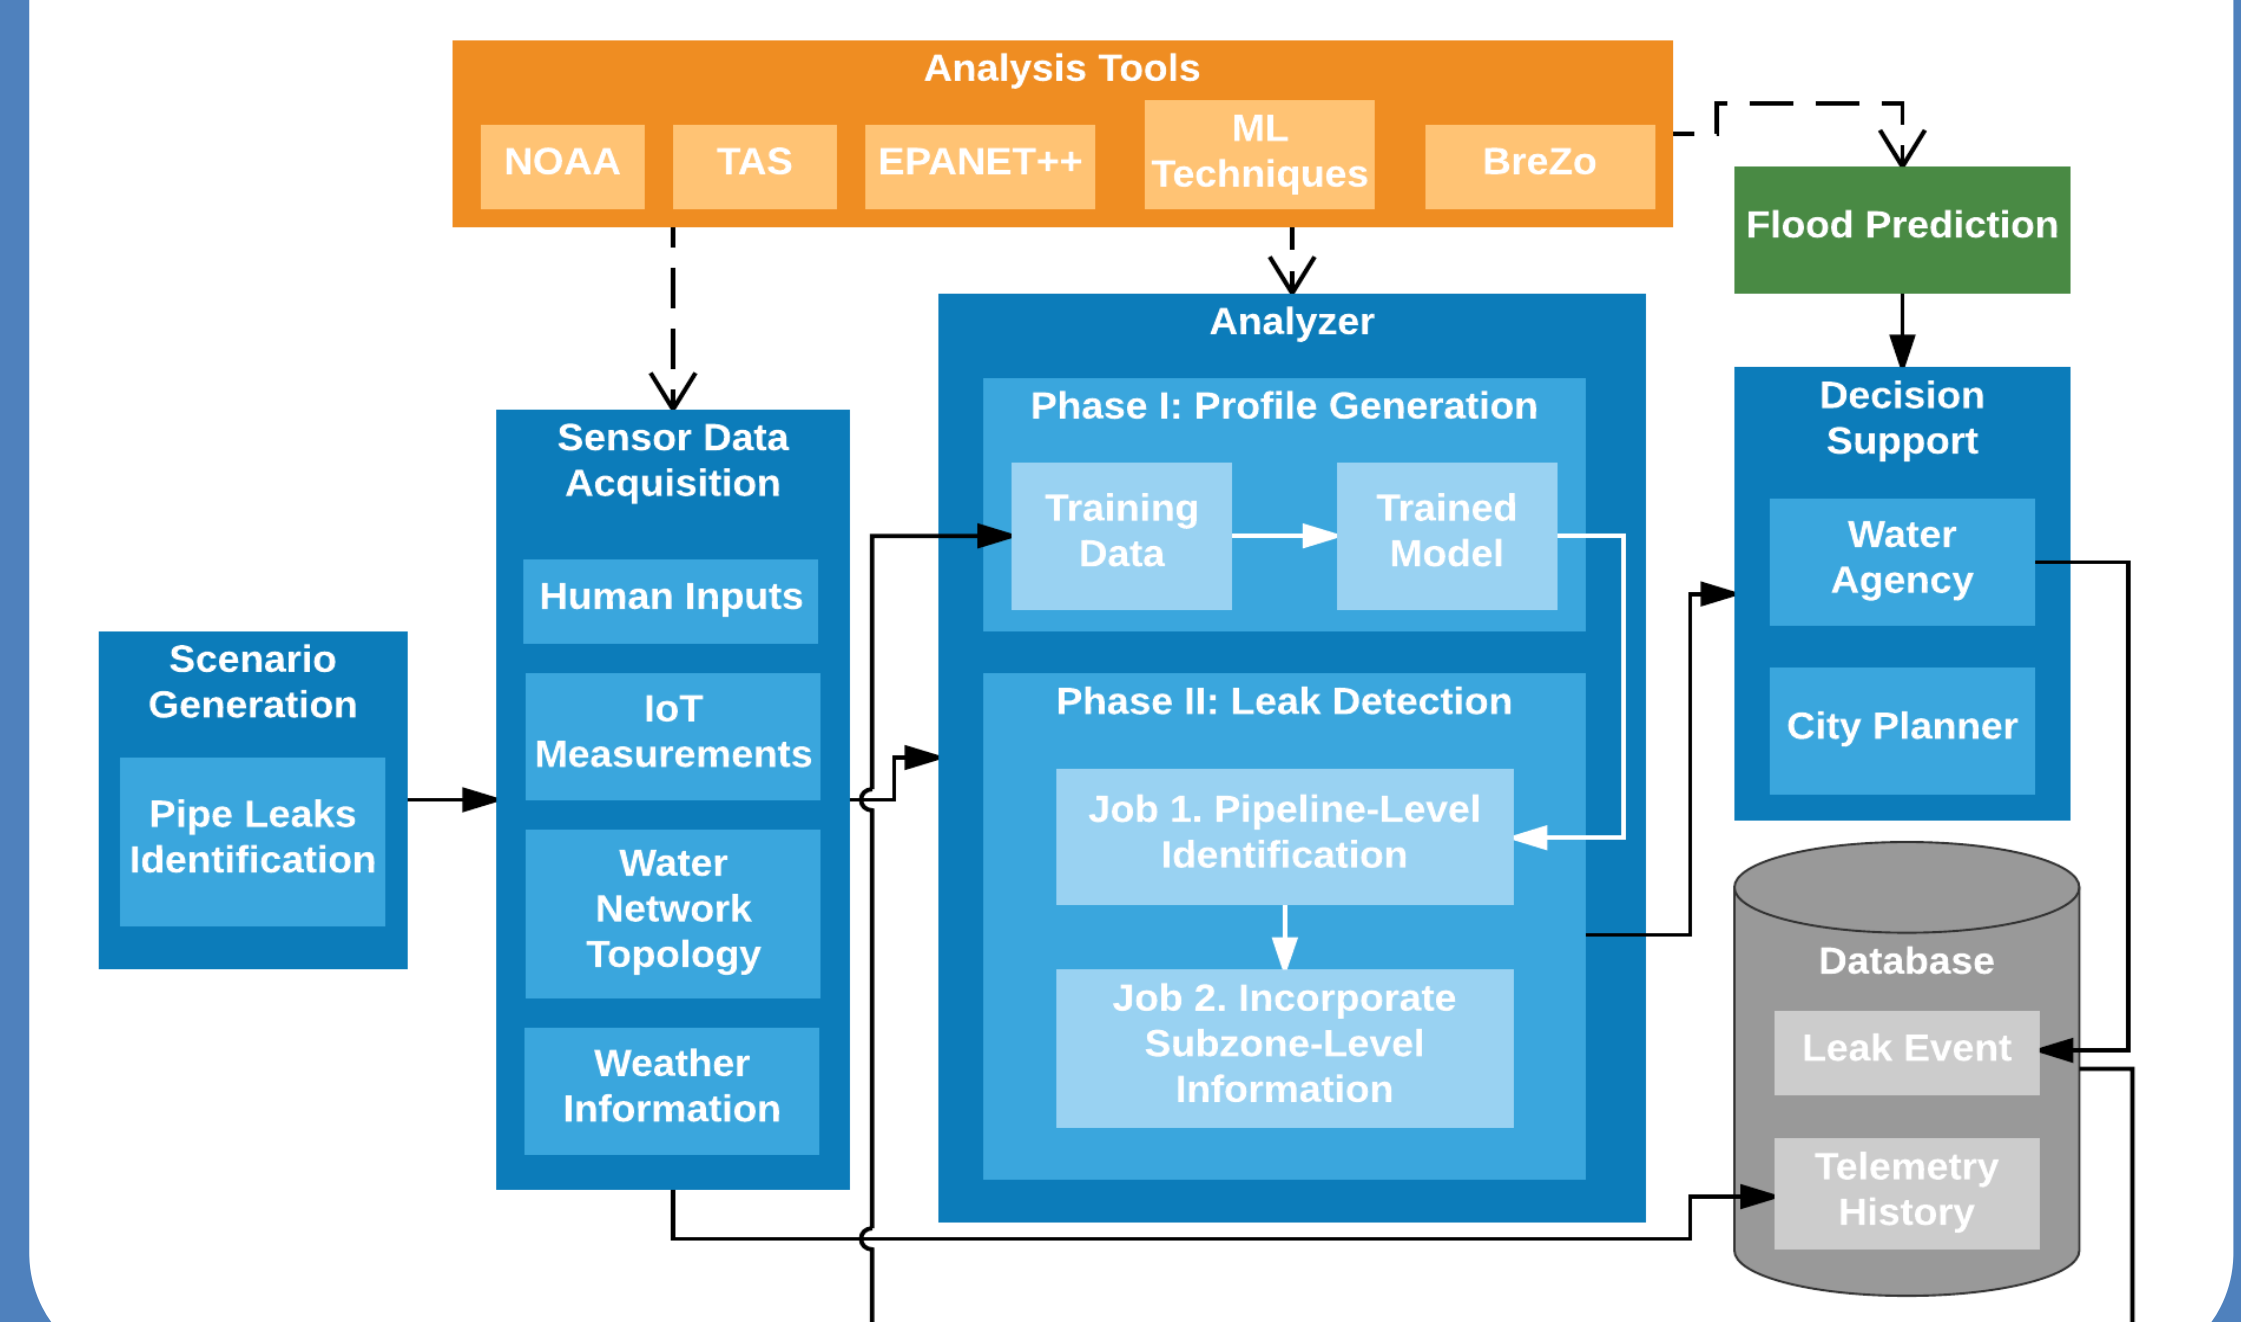 Analysis Tools
NOAA
TAS
EPANET++
ML
Techniques
BreZo
Flood Prediction
Analyzer
Phase I: Profile Generation
Training
Data
Trained
Model
Phase II: Leak Detection
Job 1. Pipeline-Level
Identification
Job 2. Incorporate
Subzone-Level
Information
Sensor Data
Acquisition
Human Inputs
IoT
Measurements
Water
Network
Topology
Weather
Information
Scenario
Generation
Pipe Leaks
Identification
Decision
Support
Water
Agency
City Planner
Database
Leak Event
Telemetry
History